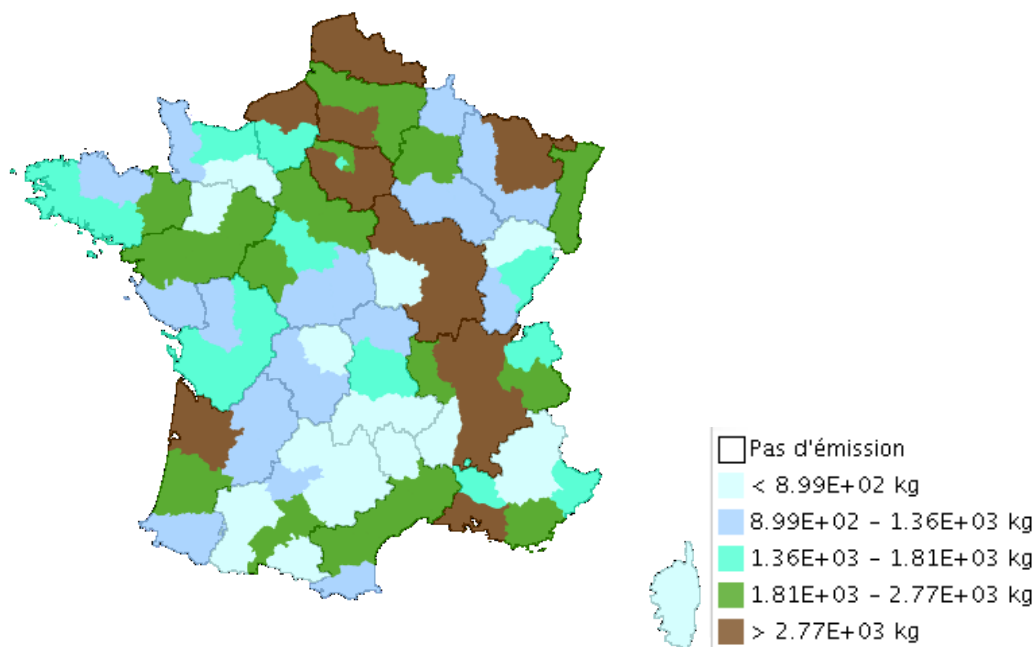 Pas d'émission
< 8.99E+02 kg
8.99E+02 – 1.36E+03 kg
1.36E+03 – 1.81E+03 kg
1.81E+03 – 2.77E+03 kg
> 2.77E+03 kg